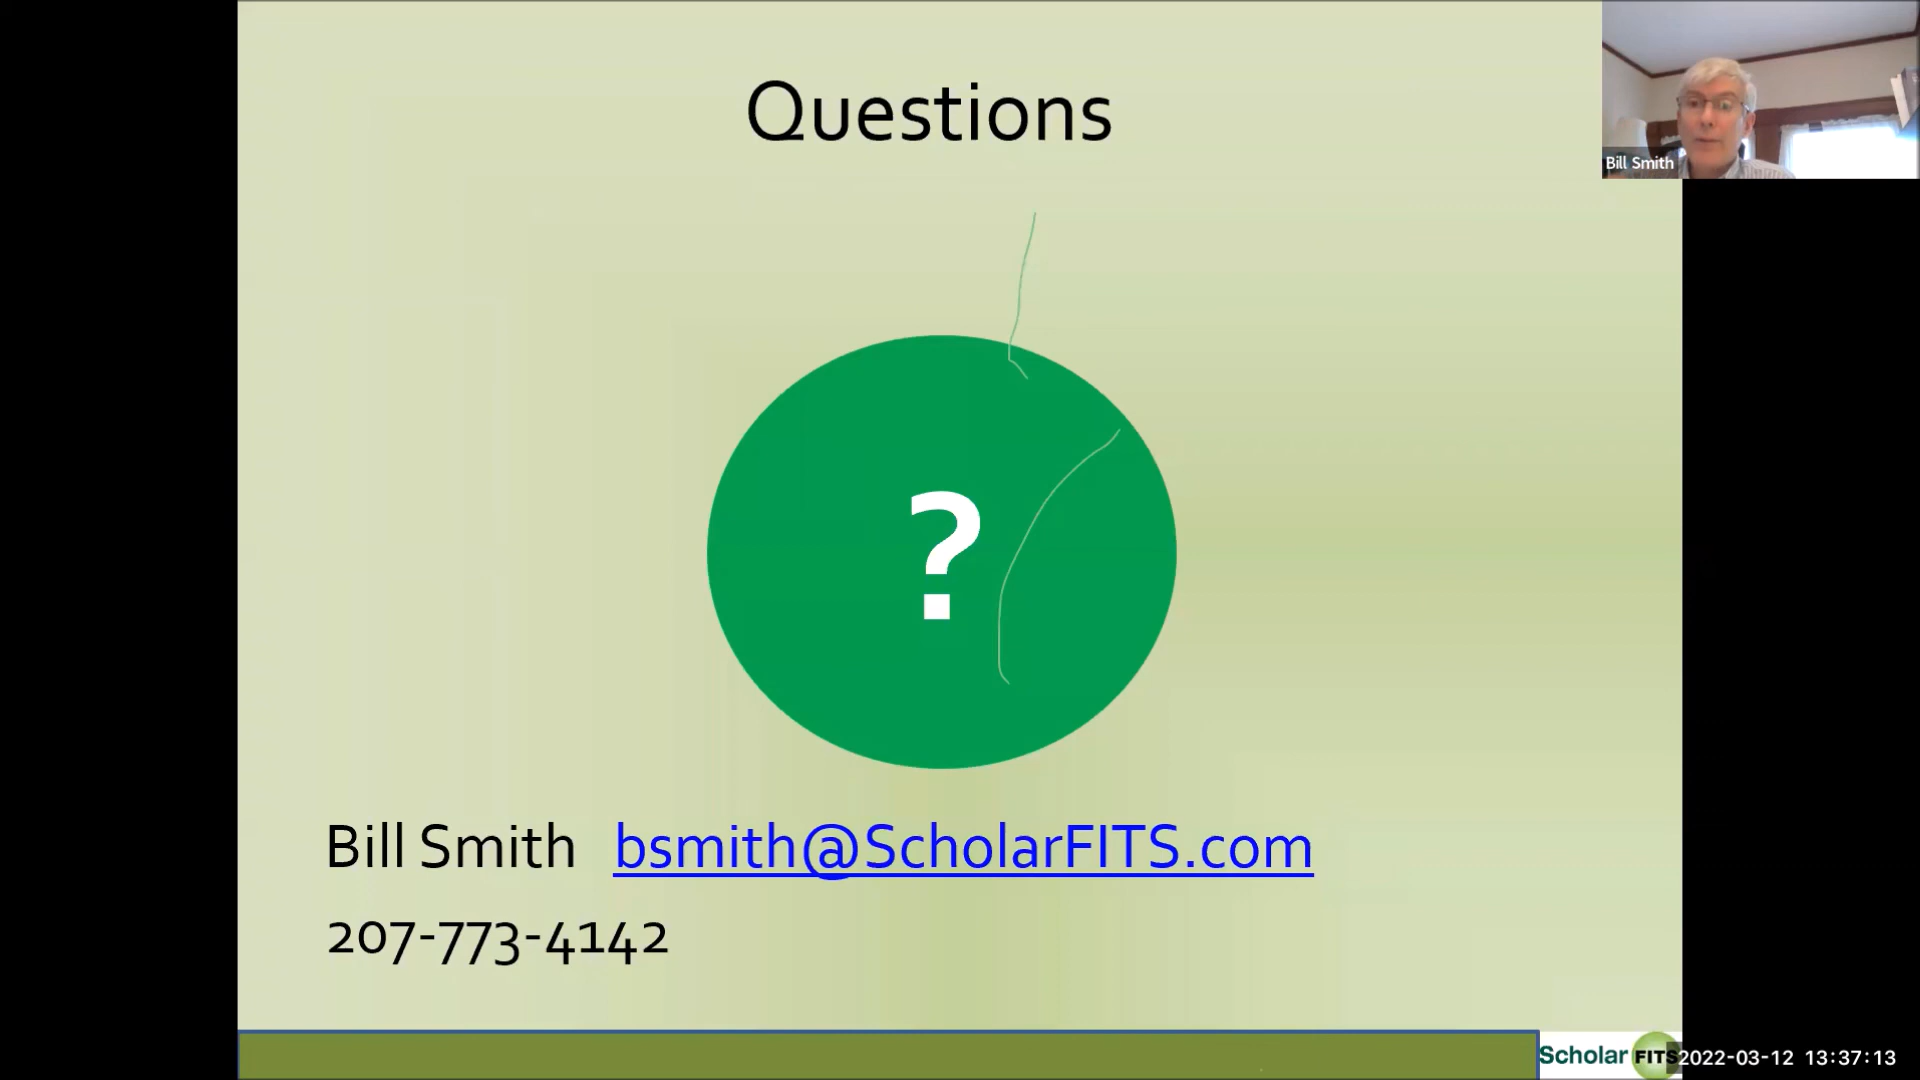 Questions
Bill Smith
?
Bill Smith bsmith@ScholarFITS.com
207-773-4142
Scholar FITS 2022-03-12 13:37:13